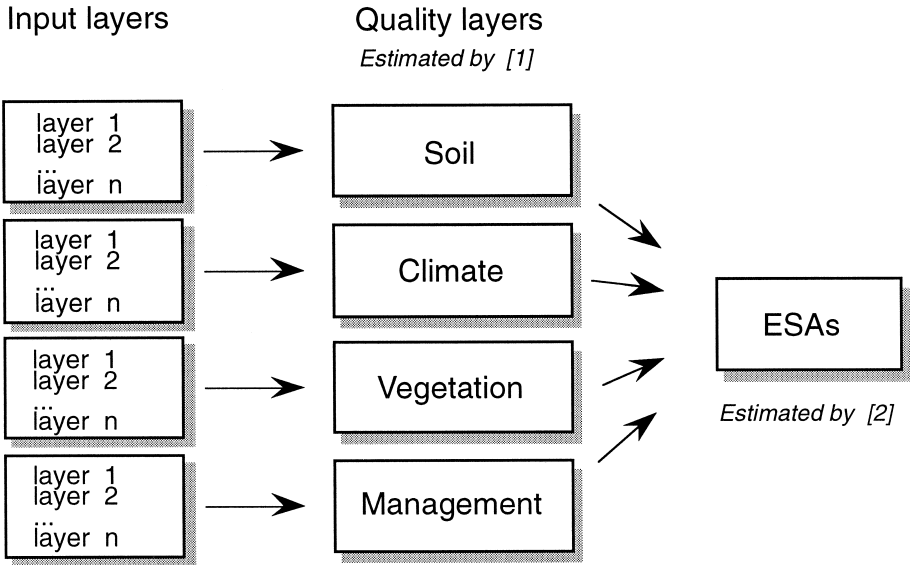 Input layers
Quality layers
Estimated by [1]
layer 1
layer 2
...
layer n
Soil
layer 1
layer 2
...
layer n
Climate
layer 1
layer 2
...
layer n
Vegetation
layer 1
layer 2
...
layer n
Management
ESAs
Estimated by [2]